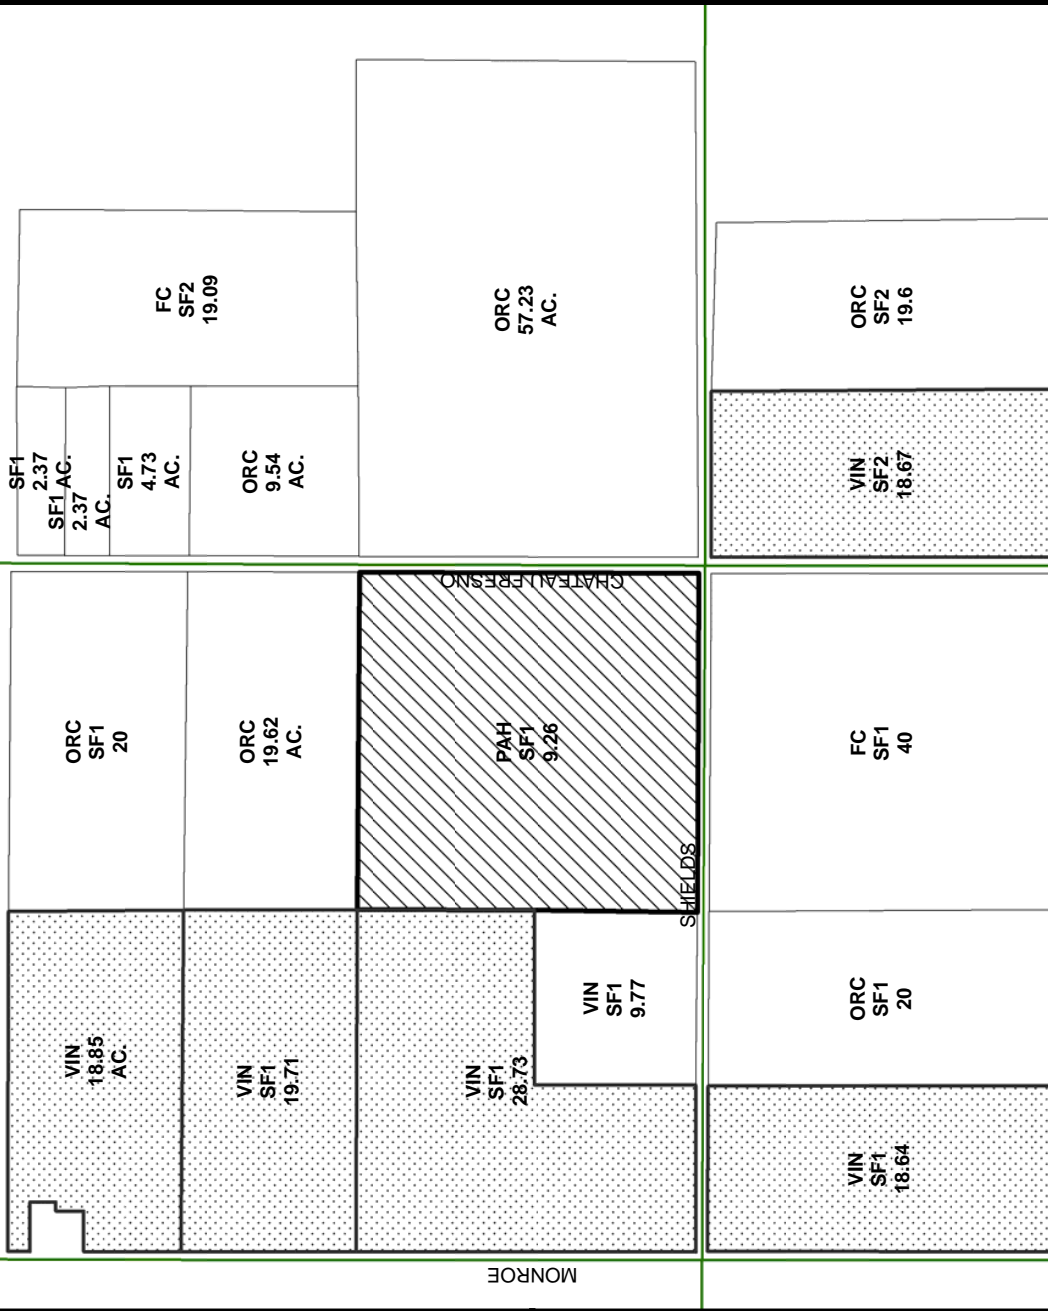 FC
SF2
19.09
ORC
57.23
AC.
ORC
SF2
19.6
SF1
2.37
AC.
SF1
2.37
AC.
SF1
4.73
AC.
ORC
9.54
AC.
VIN
SF2
18.67
CHATEAU FRESNO
ORC
SF1
20
ORC
19.62
AC.
PAH
SF1
9.26
FC
SF1
40
SHIELDS
VIN
18.85
AC.
VIN
SF1
19.71
VIN
SF1
28.73
VIN
SF1
9.77
ORC
SF1
20
VIN
SF1
18.64
MONROE